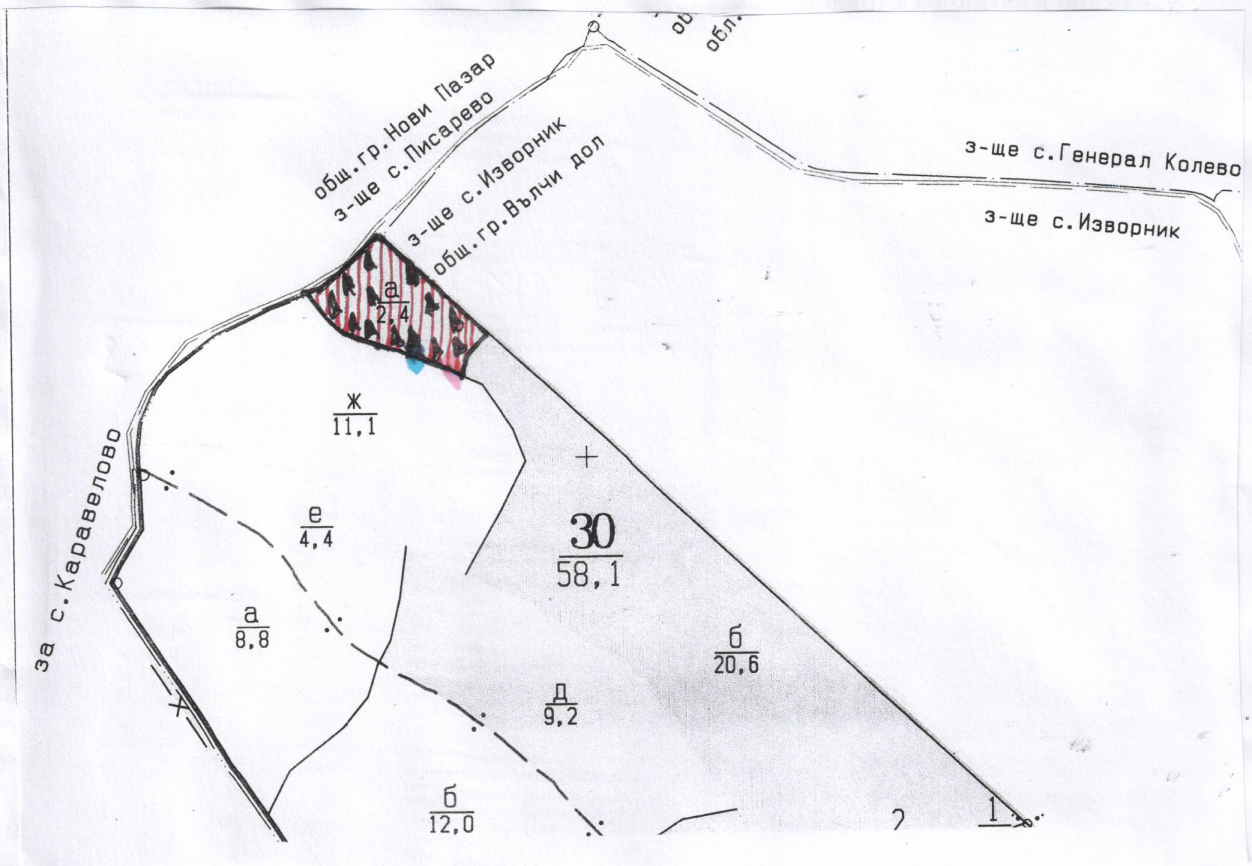 об
обл.
общ.гр.Нови Пазар
з-ще с.Писарево
з-ще с.Изворник
общ.гр.Вълчи дол
з-ще с.Генерал Колево
з-ще с.Изворник
а
2,4
ж
11,1
за с.Каравелово
е
4,4
30
58,1
а
8,8
б
20,6
д
9,2
б
12,0
2
1